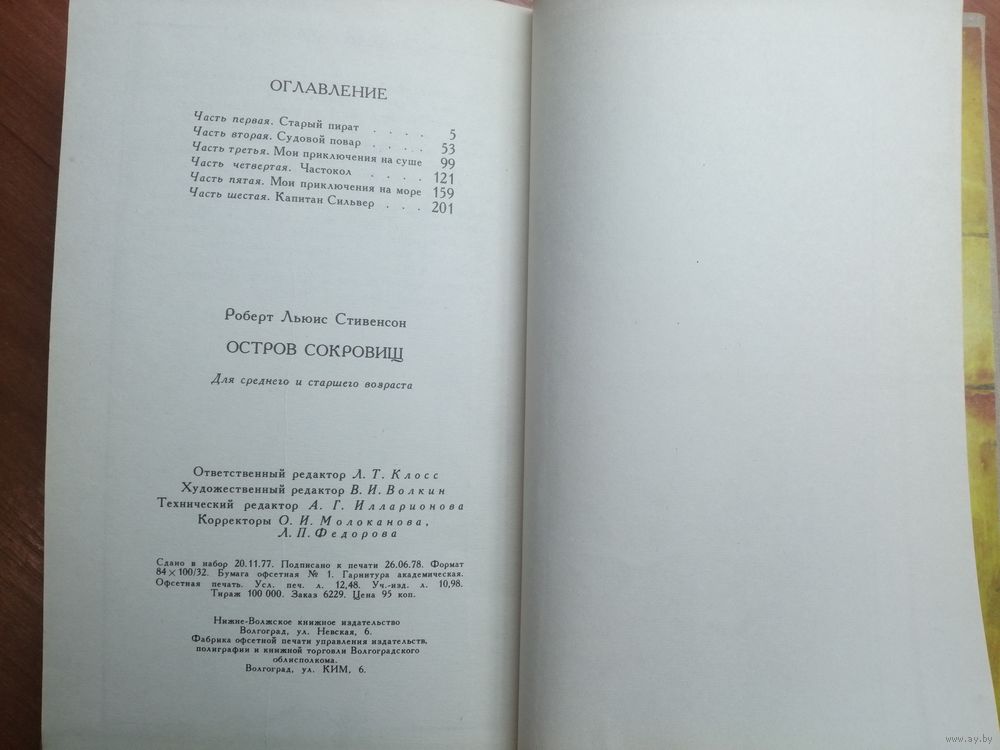 ОГЛАВЛЕНИЕ
Часть первая. Старый пират . . . . 5
Часть вторая. Судовой повар . . . . 53
Часть третья. Мои приключения на суше 99
Часть четвертая. Частокол . . . . 121
Часть пятая. Мои приключения на море 159
Часть шестая. Капитан Сильвер . . . 201
Роберт Льюис Стивенсон
ОСТРОВ СОКРОВИЩ
Для среднего и старшего возраста
Ответственный редактор Л. Т. Клосс
Художественный редактор В. И. Волкин
Технический редактор А. Г. Илларионова
Корректоры О. И. Молоканова,
Л. П. Федорова
Сдано в набор 20.11.77. Подписано к печати 26.06.78. Формат
84×100/32. Бумага офсетная № 1. Гарнитура академическая.
Офсетная печать. Усл. печ. л. 12,48. Уч.-изд. л. 10,98.
Тираж 100 000. Заказ 6229. Цена 95 коп.
Нижне-Волжское книжное издательство
Волгоград, ул. Невская, 6.
Фабрика офсетной печати управления издательств,
полиграфии и книжной торговли Волгоградского
облисполкома.
Волгоград, ул. КИМ, 6.
www.ay.by